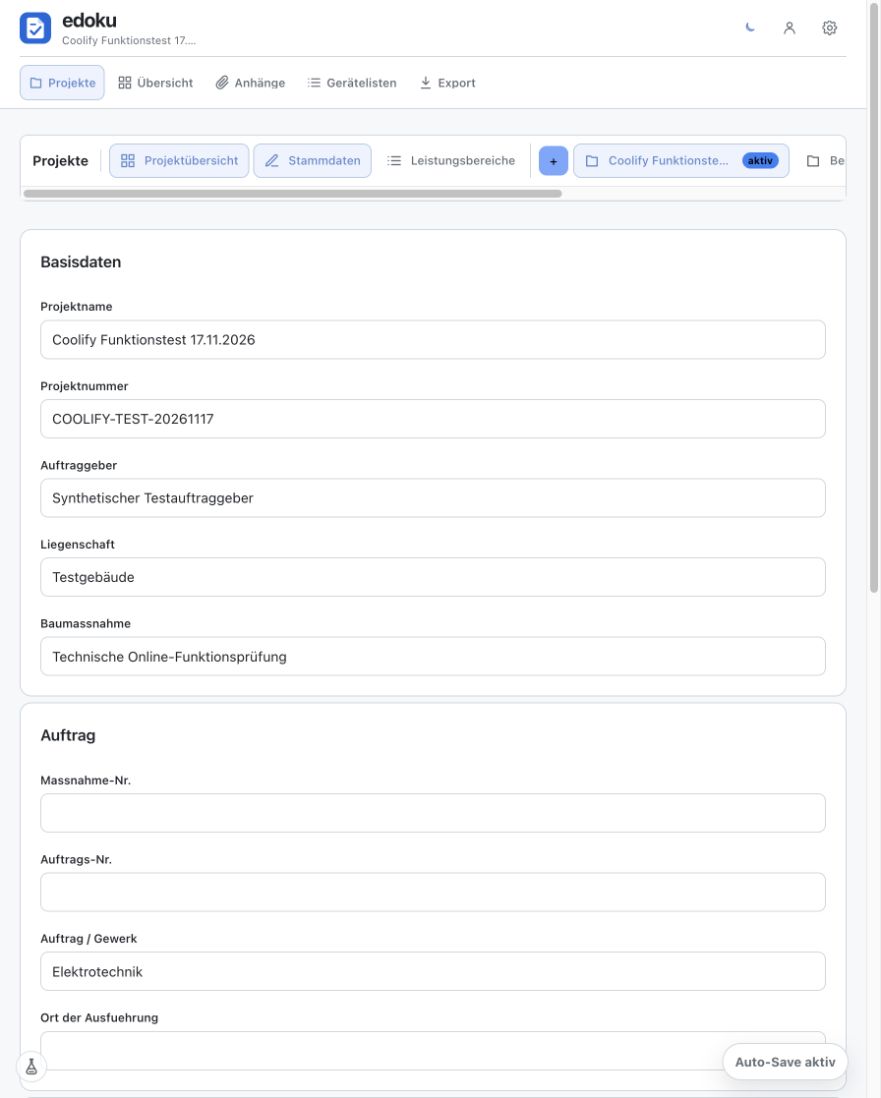 edoku
Coolify Funktionstest 17....
Projekte Übersicht Anhänge Gerätelisten Export
Projekte Projektübersicht Stammdaten Leistungsbereiche + Coolify Funktionste... aktiv Be
Basisdaten
Projektname
Coolify Funktionstest 17.11.2026
Projektnummer
COOLIFY-TEST-20261117
Auftraggeber
Synthetischer Testauftraggeber
Liegenschaft
Testgebäude
Baumassnahme
Technische Online-Funktionsprüfung
Auftrag
Massnahme-Nr.
Auftrags-Nr.
Auftrag / Gewerk
Elektrotechnik
Ort der Ausfuehrung
Auto-Save aktiv